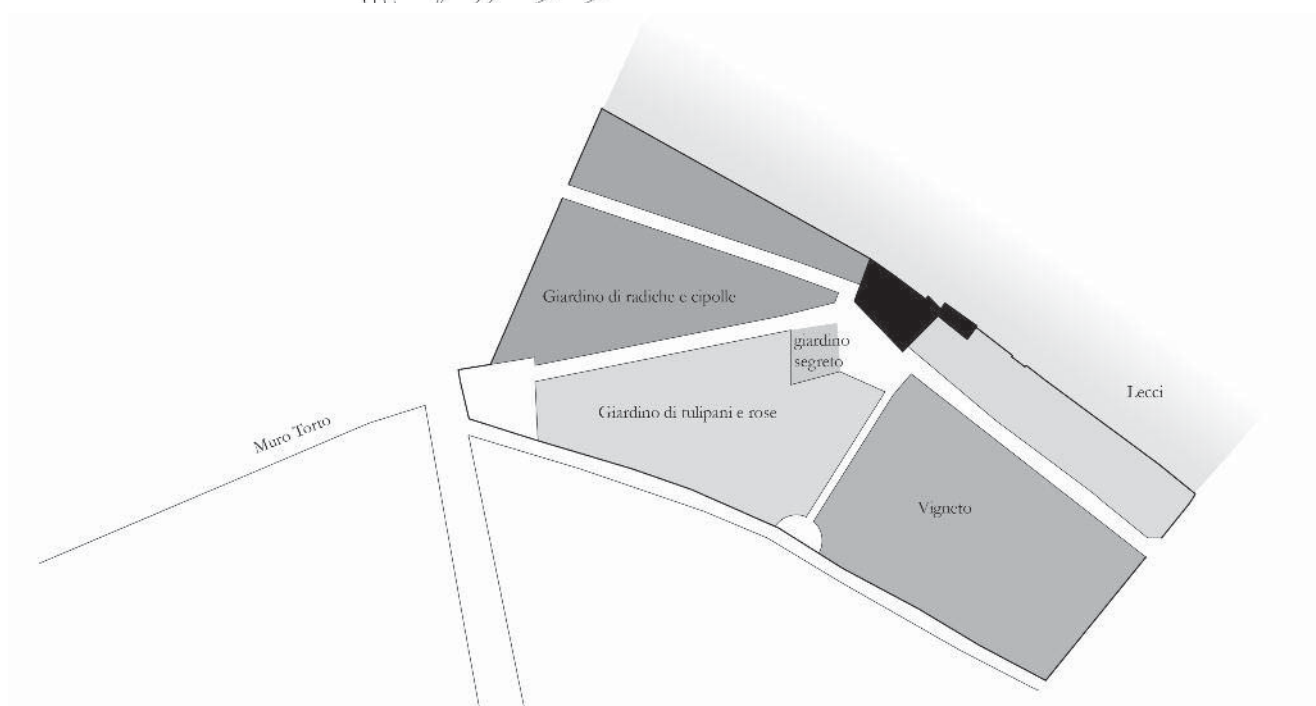 Giardino di radiche e cipolle
giardino
segreto
Lecci
Giardino di tulipani e rose
Muro Torto
Vigneto